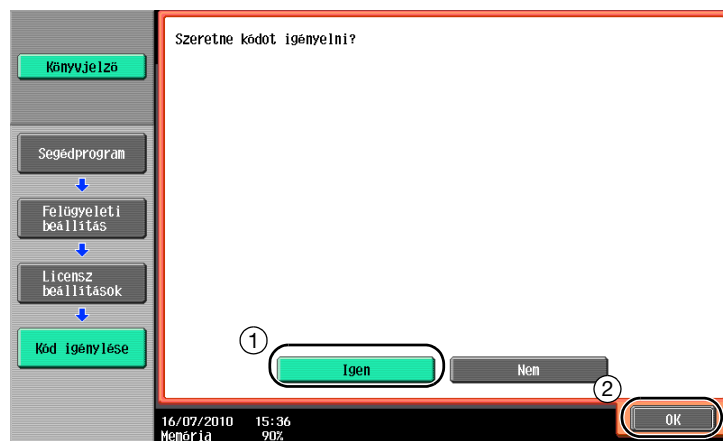 Szeretne kódot igényelni?
Könyvjelző
Segédprogram
Felügyeleti
beállítás
Licensz
beállítások
Kód igénylése
1
Igen
Nem
2
OK
16/07/2010 15:36
Memória 90%